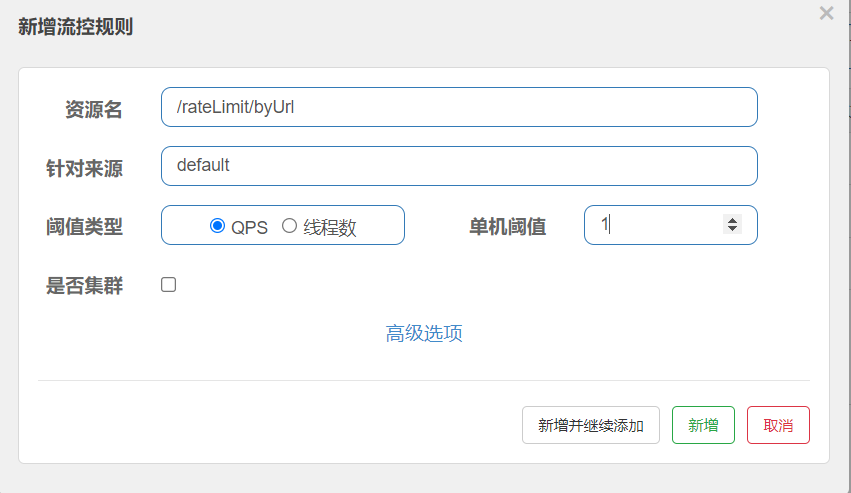 新增流控规则
资源名 /rateLimit/byUrl
针对来源 default
阈值类型 QPS 线程数 单机阈值 1
是否集群
高级选项
新增并继续添加 新增 取消